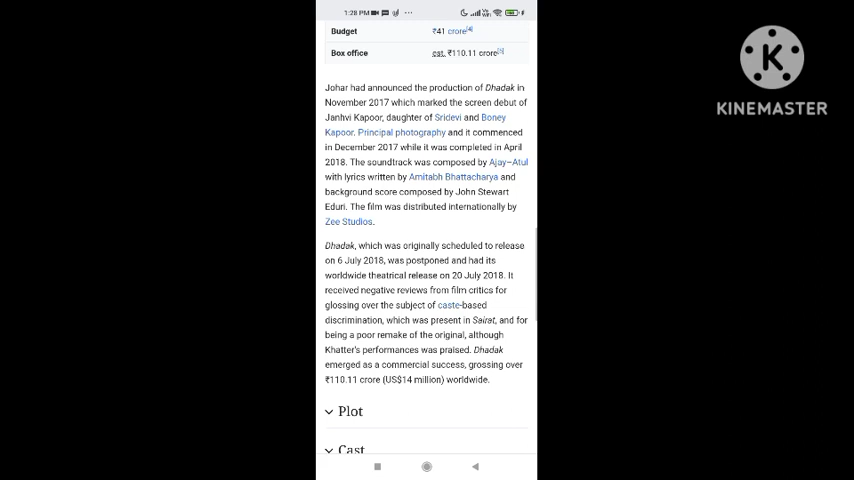 1:28 PM
Budget ₹41 crore[4]
Box office est. ₹110.11 crore[5]
Johar had announced the production of Dhadak in
November 2017 which marked the screen debut of
Janhvi Kapoor, daughter of Sridevi and Boney
Kapoor. Principal photography and it commenced
in December 2017 while it was completed in April
2018. The soundtrack was composed by Ajay–Atul
with lyrics written by Amitabh Bhattacharya and
background score composed by John Stewart
Eduri. The film was distributed internationally by
Zee Studios.
Dhadak, which was originally scheduled to release
on 6 July 2018, was postponed and had its
worldwide theatrical release on 20 July 2018. It
received negative reviews from film critics for
glossing over the subject of caste-based
discrimination, which was present in Sairat, and for
being a poor remake of the original, although
Khatter's performances was praised. Dhadak
emerged as a commercial success, grossing over
₹110.11 crore (US$14 million) worldwide.
Plot
Cast
K
KINEMASTER